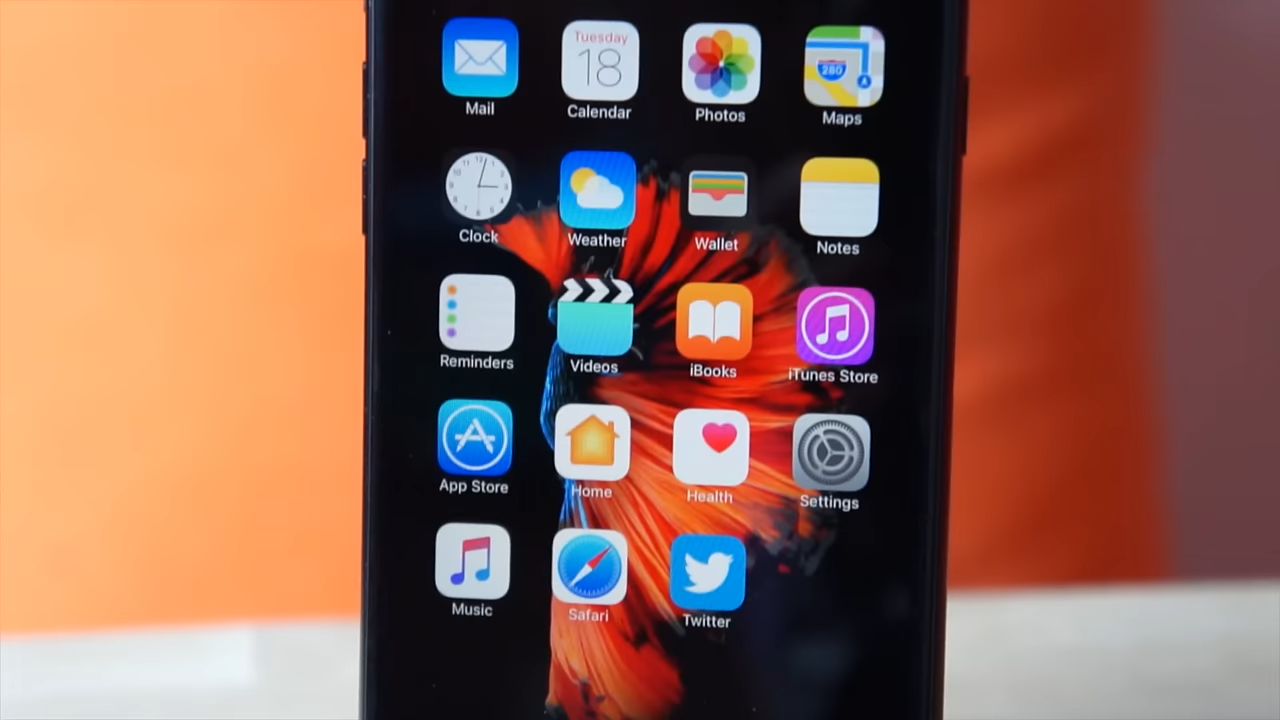 Tuesday
18
280
Mail
Calendar
Photos
Maps
Clock
Weather
Wallet
Notes
Reminders
Videos
iBooks
iTunes Store
App Store
Home
Health
Settings
Music
Safari
Twitter